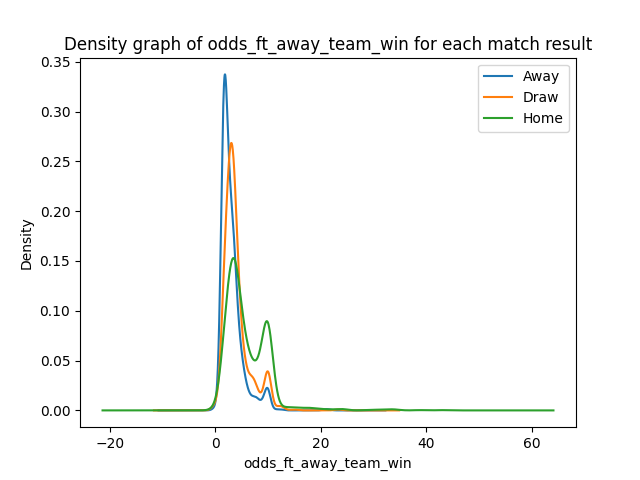 Density graph of odds_ft_away_team_win for each match result
0.35
0.30
0.25
0.20
0.15
0.10
0.05
0.00
Density
Away
Draw
Home
−20
0
20
40
60
odds_ft_away_team_win